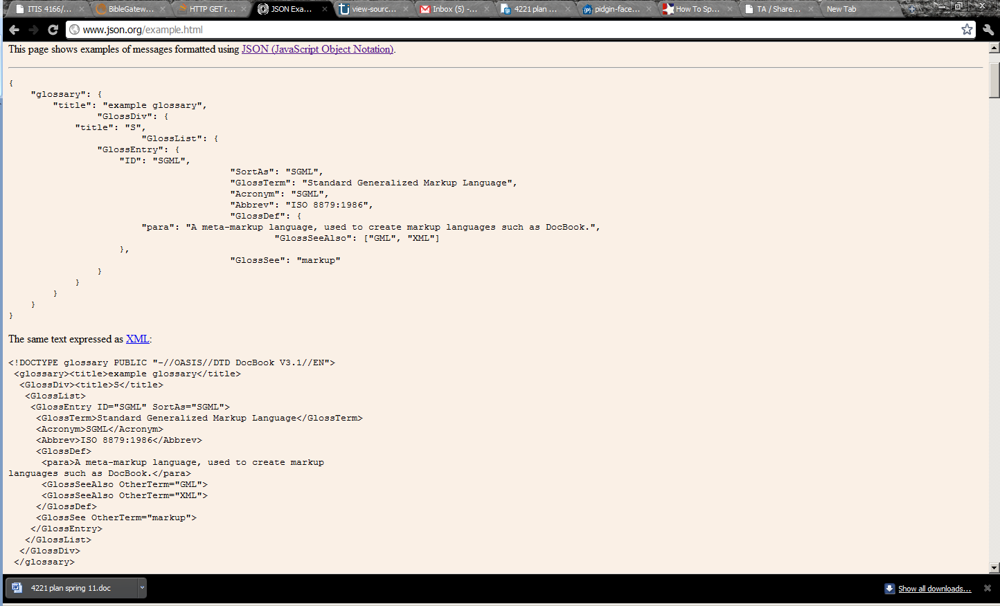 ITIS 4166/...
BibleGatew...
HTTP GET r...
JSON Exa...
view-sourc...
Inbox (5) -...
4221 plan ...
pidgin-face...
How To Sp...
TA / Share...
New Tab
www.json.org/example.html
This page shows examples of messages formatted using JSON (JavaScript Object Notation).
{
    "glossary": {
        "title": "example glossary",
                "GlossDiv": {
            "title": "S",
                        "GlossList": {
                "GlossEntry": {
                    "ID": "SGML",
                                        "SortAs": "SGML",
                                        "GlossTerm": "Standard Generalized Markup Language",
                                        "Acronym": "SGML",
                                        "Abbrev": "ISO 8879:1986",
                                        "GlossDef": {
                        "para": "A meta-markup language, used to create markup languages such as DocBook.",
                                                "GlossSeeAlso": ["GML", "XML"]
                    },
                                        "GlossSee": "markup"
                }
            }
        }
    }
}
The same text expressed as XML:
<!DOCTYPE glossary PUBLIC "-//OASIS//DTD DocBook V3.1//EN">
 <glossary><title>example glossary</title>
  <GlossDiv><title>S</title>
   <GlossList>
    <GlossEntry ID="SGML" SortAs="SGML">
     <GlossTerm>Standard Generalized Markup Language</GlossTerm>
     <Acronym>SGML</Acronym>
     <Abbrev>ISO 8879:1986</Abbrev>
     <GlossDef>
      <para>A meta-markup language, used to create markup
languages such as DocBook.</para>
      <GlossSeeAlso OtherTerm="GML">
      <GlossSeeAlso OtherTerm="XML">
     </GlossDef>
     <GlossSee OtherTerm="markup">
    </GlossEntry>
   </GlossList>
  </GlossDiv>
 </glossary>
4221 plan spring 11.doc
Show all downloads...